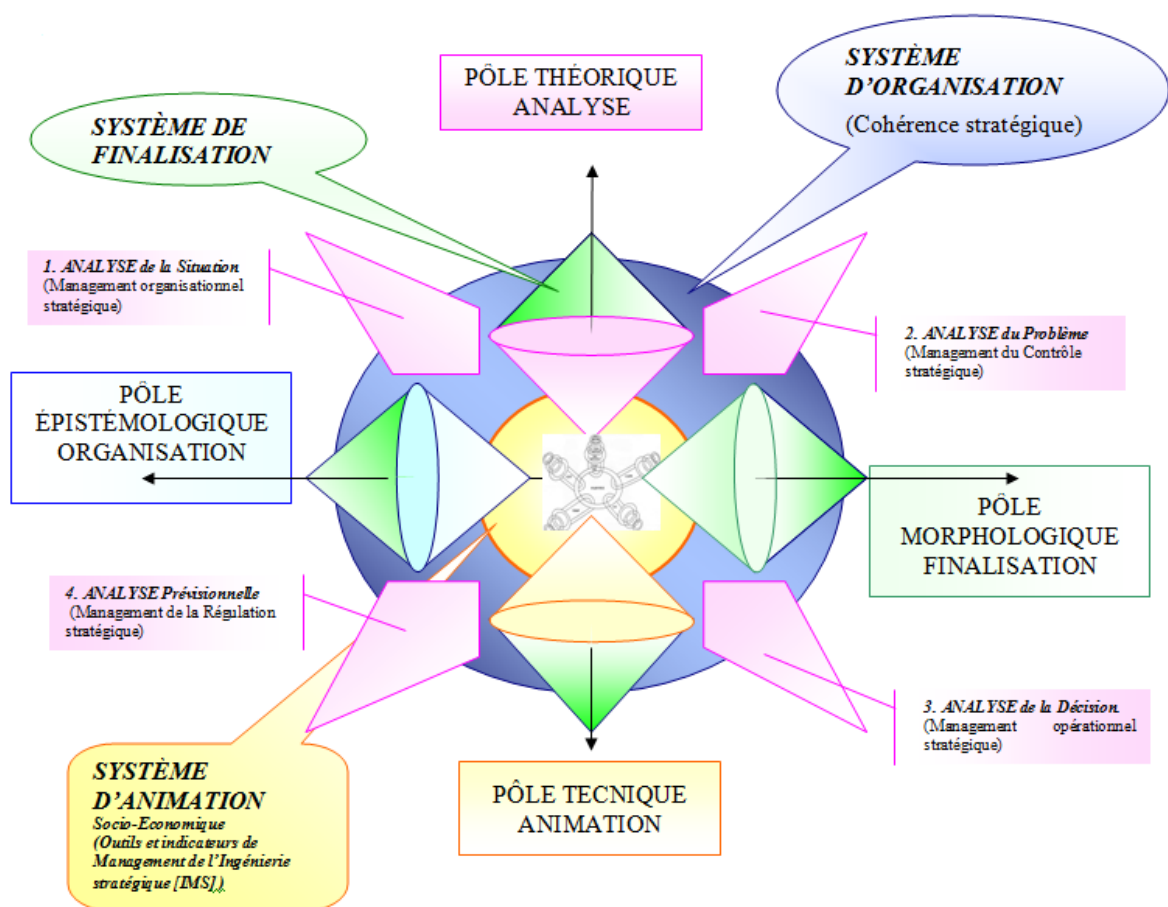 PÔLE THÉORIQUE
ANALYSE
SYSTÈME
D'ORGANISATION
(Cohérence stratégique)
SYSTÈME DE
FINALISATION
1. ANALYSE de la Situation
(Management organisationnel
stratégique)
2. ANALYSE du Problème
(Management du Contrôle
stratégique)
PÔLE
ÉPISTÉMOLOGIQUE
ORGANISATION
PÔLE
MORPHOLOGIQUE
FINALISATION
4. ANALYSE Prévisionnelle
(Management de la Régulation
stratégique)
3. ANALYSE de la Décision
(Management opérationnel
stratégique)
SYSTÈME
D'ANIMATION
Socio-Economique
(Outils et indicateurs de
Management de l'Ingénierie
stratégique [IMS],)
PÔLE TECNIQUE
ANIMATION